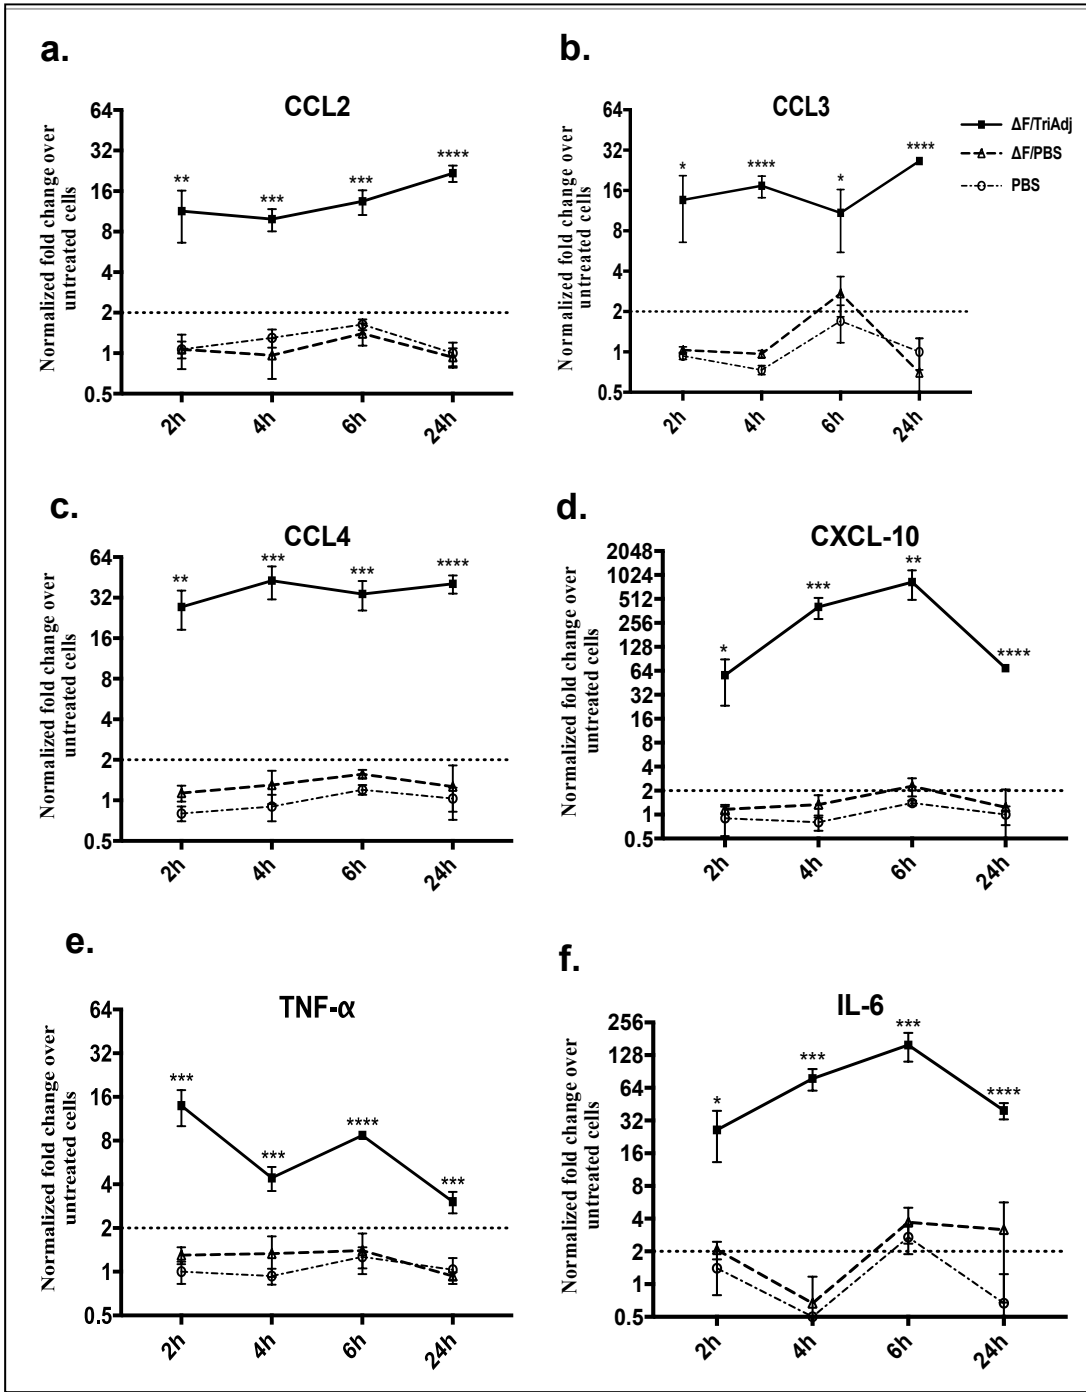 a.
CCL2
Normalized fold change over
untreated cells
64
32
16
8
4
2
1
0.5
**
***
***
****
2h
4h
6h
24h
b.
CCL3
Normalized fold change over
untreated cells
64
32
16
8
4
2
1
0.5
*
****
*
****
2h
4h
6h
24h
ΔF/TriAdj
ΔF/PBS
PBS
c.
CCL4
Normalized fold change over
untreated cells
64
32
16
8
4
2
1
0.5
**
***
***
****
2h
4h
6h
24h
d.
CXCL-10
Normalized fold change over
untreated cells
2048
1024
512
256
128
64
32
16
8
4
2
1
0.5
*
***
**
****
2h
4h
6h
24h
e.
TNF-α
Normalized fold change over
untreated cells
64
32
16
8
4
2
1
0.5
***
***
****
***
2h
4h
6h
24h
f.
IL-6
Normalized fold change over
untreated cells
256
128
64
32
16
8
4
2
1
0.5
*
***
***
****
2h
4h
6h
24h